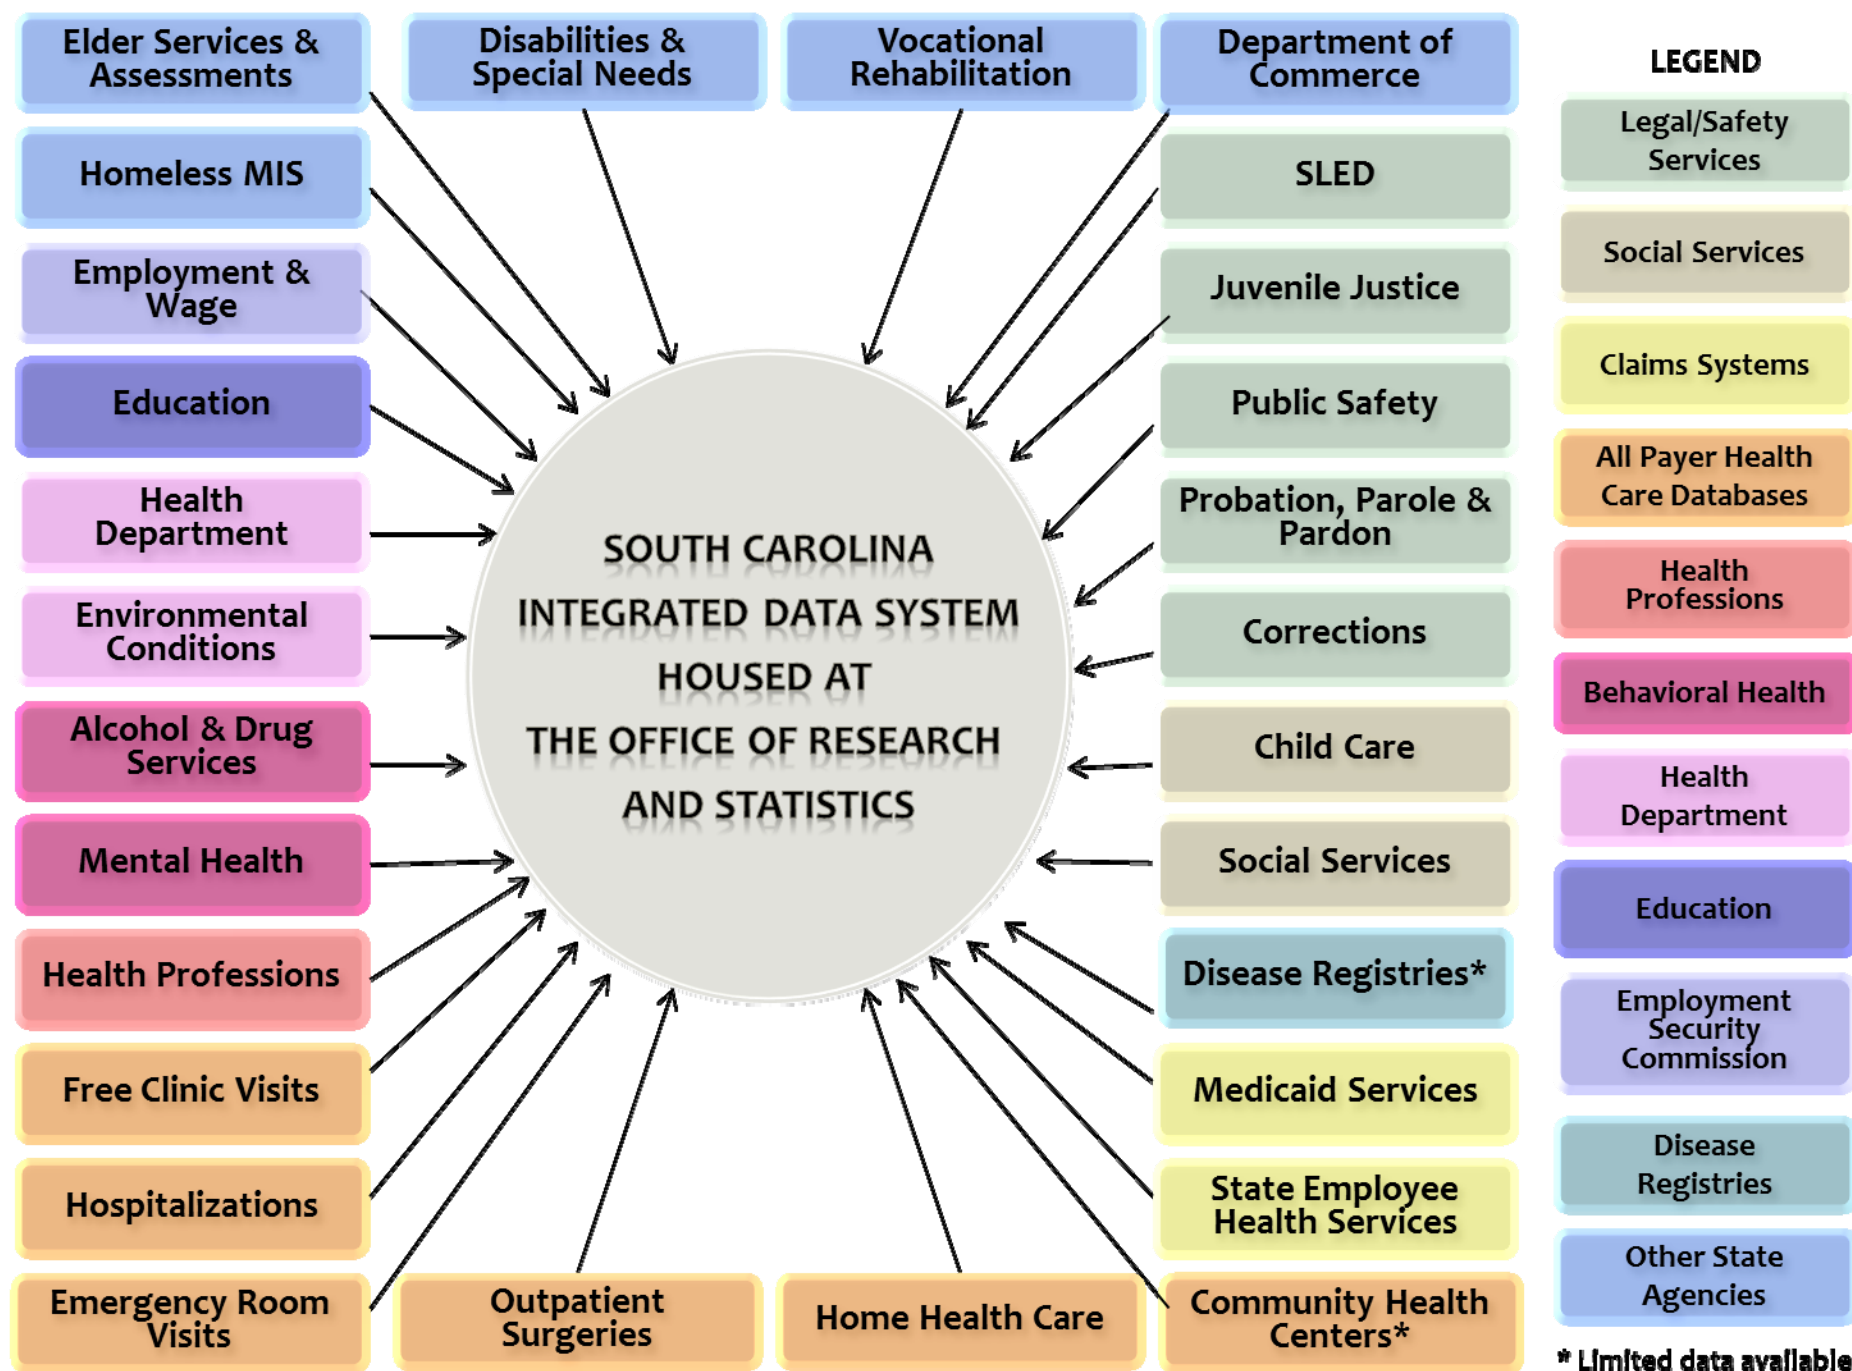 Elder Services &
Assessments
Disabilities &
Special Needs
Vocational
Rehabilitation
Department of
Commerce
Homeless MIS
Employment &
Wage
Education
Health
Department
Environmental
Conditions
Alcohol & Drug
Services
Mental Health
Health Professions
Free Clinic Visits
Hospitalizations
Emergency Room
Visits
Outpatient
Surgeries
Home Health Care
SOUTH CAROLINA
INTEGRATED DATA SYSTEM
HOUSED AT
THE OFFICE OF RESEARCH
AND STATISTICS
SLED
Juvenile Justice
Public Safety
Probation, Parole &
Pardon
Corrections
Child Care
Social Services
Disease Registries*
Medicaid Services
State Employee
Health Services
Community Health
Centers*
LEGEND
Legal/Safety
Services
Social Services
Claims Systems
All Payer Health
Care Databases
Health
Professions
Behavioral Health
Health
Department
Education
Employment
Security
Commission
Disease
Registries
Other State
Agencies
* Limited data available